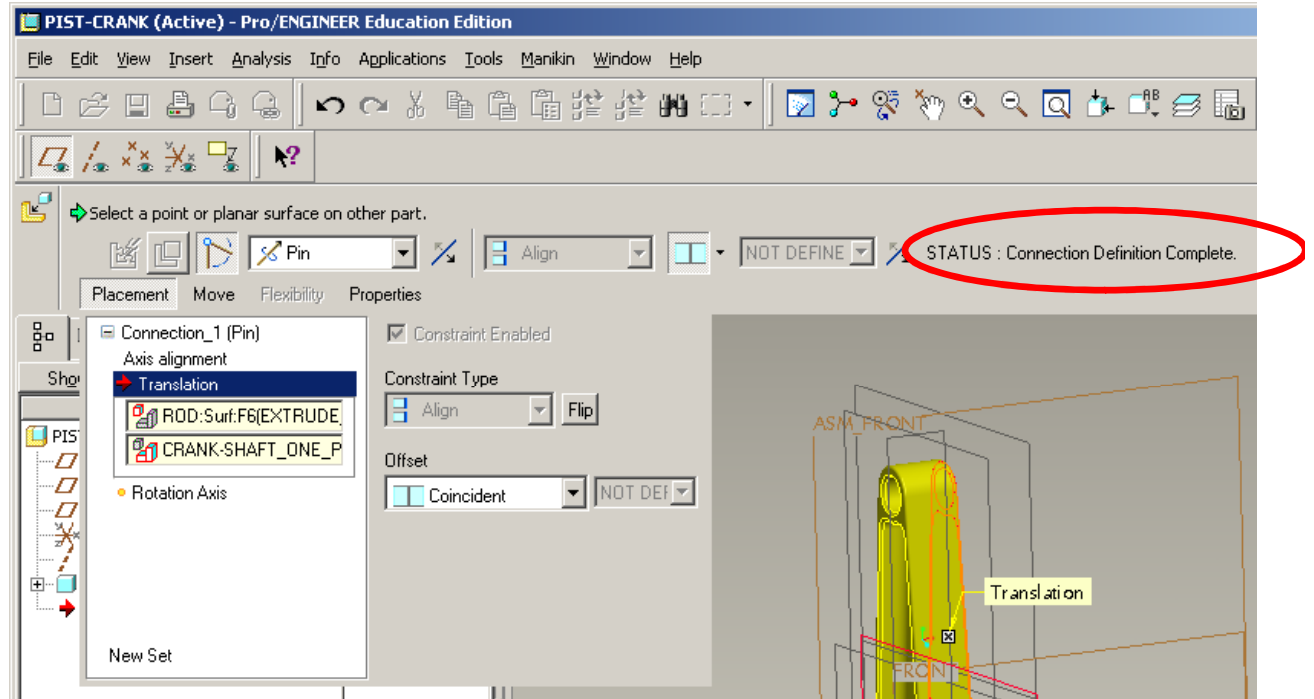 PIST-CRANK (Active) - Pro/ENGINEER Education Edition
File Edit View Insert Analysis Info Applications Tools Manikin Window Help
Select a point or planar surface on other part.
Pin Align NOT DEFINE STATUS : Connection Definition Complete.
Placement Move Flexibility Properties
Connection_1 (Pin) Constraint Enabled
Axis alignment
Sho Translation Constraint Type
ROD:Surf:F6(EXTRUDE_ Align Flip
PIS CRANK-SHAFT_ONE_P Offset
Rotation Axis Coincident NOT DEF
New Set
ASM_FRONT
Translation
FRONT